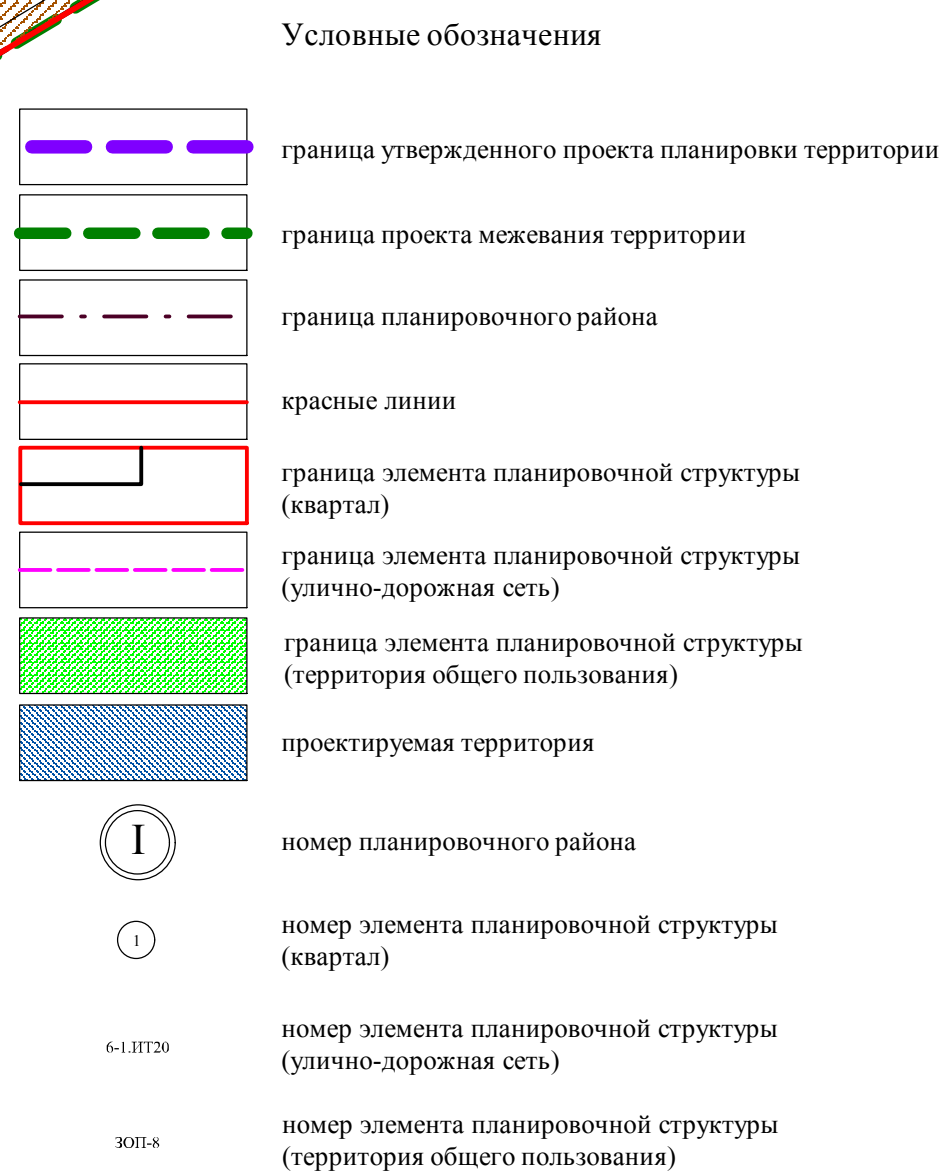 Условные обозначения
граница утвержденного проекта планировки территории
граница проекта межевания территории
граница планировочного района
красные линии
граница элемента планировочной структуры
(квартал)
граница элемента планировочной структуры
(улично-дорожная сеть)
граница элемента планировочной структуры
(территория общего пользования)
проектируемая территория
I
номер планировочного района
1
номер элемента планировочной структуры
(квартал)
6-1.ИТ20
номер элемента планировочной структуры
(улично-дорожная сеть)
ЗОП-8
номер элемента планировочной структуры
(территория общего пользования)